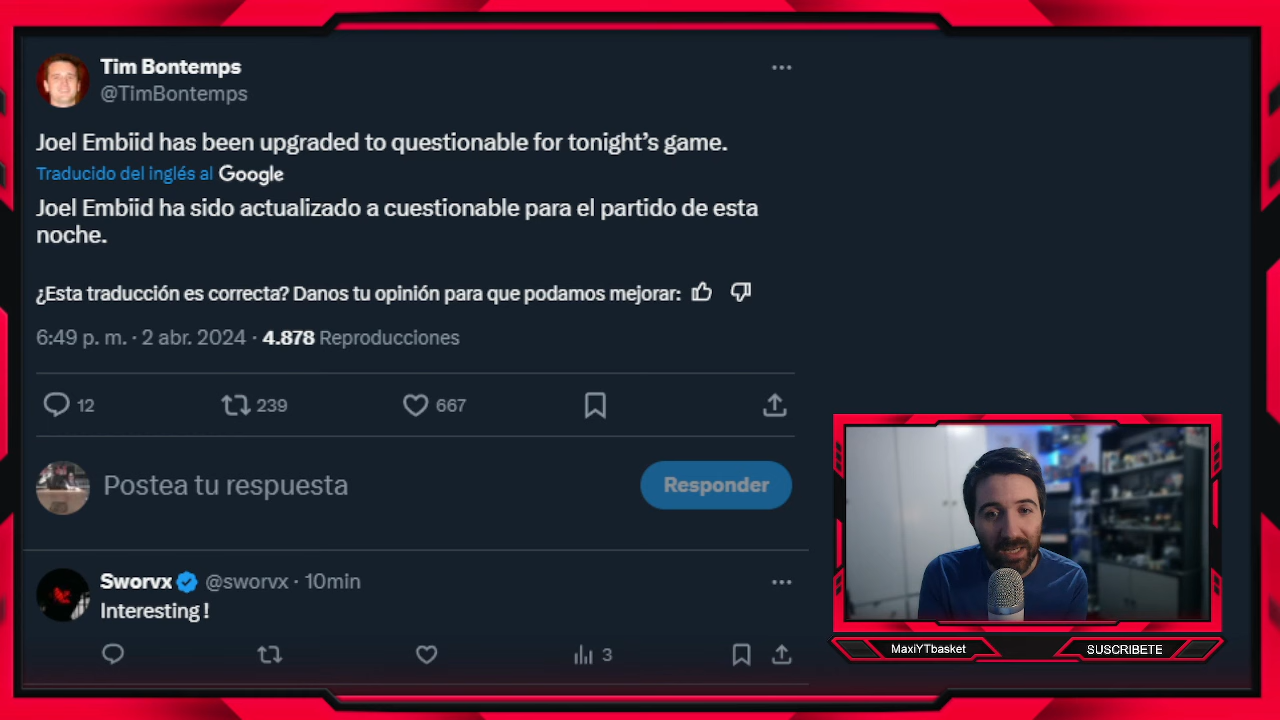 Tim Bontemps
@TimBontemps
Joel Embiid has been upgraded to questionable for tonight’s game.
Traducido del inglés al Google
Joel Embiid ha sido actualizado a cuestionable para el partido de esta
noche.
¿Esta traducción es correcta? Danos tu opinión para que podamos mejorar:
6:49 p. m. · 2 abr. 2024 · 4.878 Reproducciones
12 239 667
Postea tu respuesta Responder
Sworvx @sworvx · 10min
Interesting !
3
MaxiYTbasket SUSCRIBETE